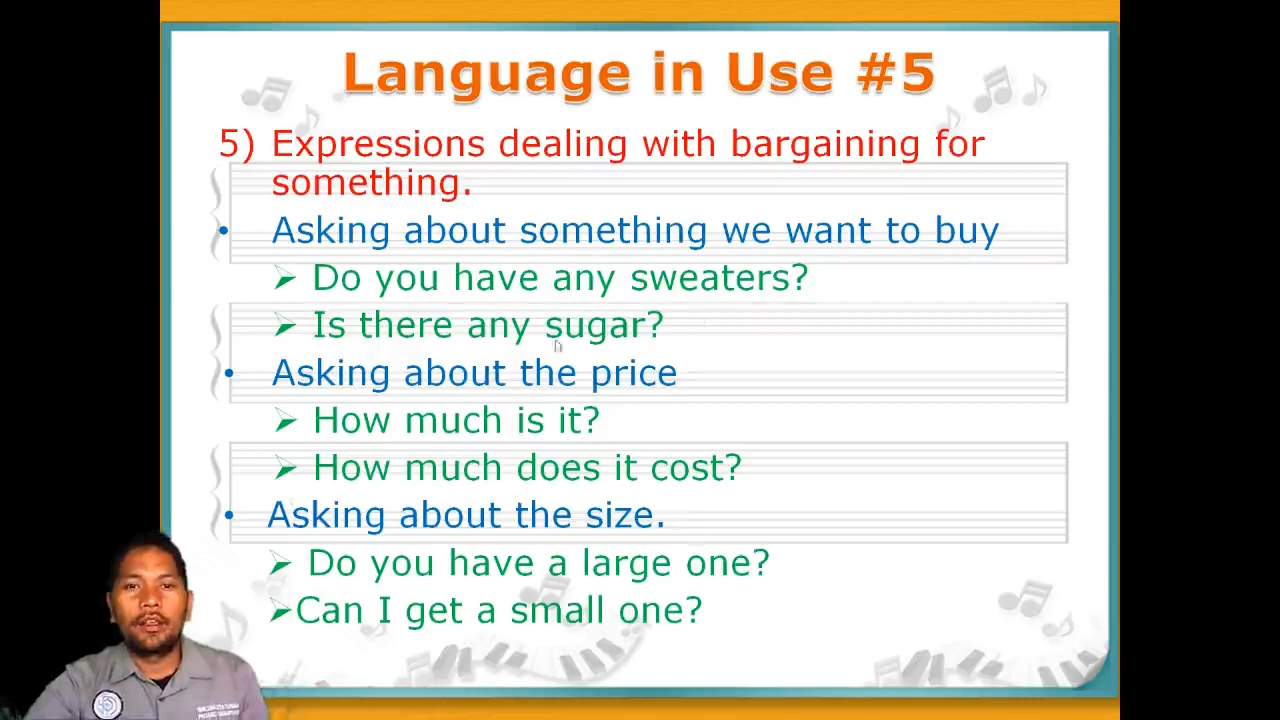 Language in Use #5
5) Expressions dealing with bargaining for
something.
• Asking about something we want to buy
➢ Do you have any sweaters?
➢ Is there any sugar?
• Asking about the price
➢ How much is it?
➢ How much does it cost?
• Asking about the size.
➢ Do you have a large one?
➢Can I get a small one?